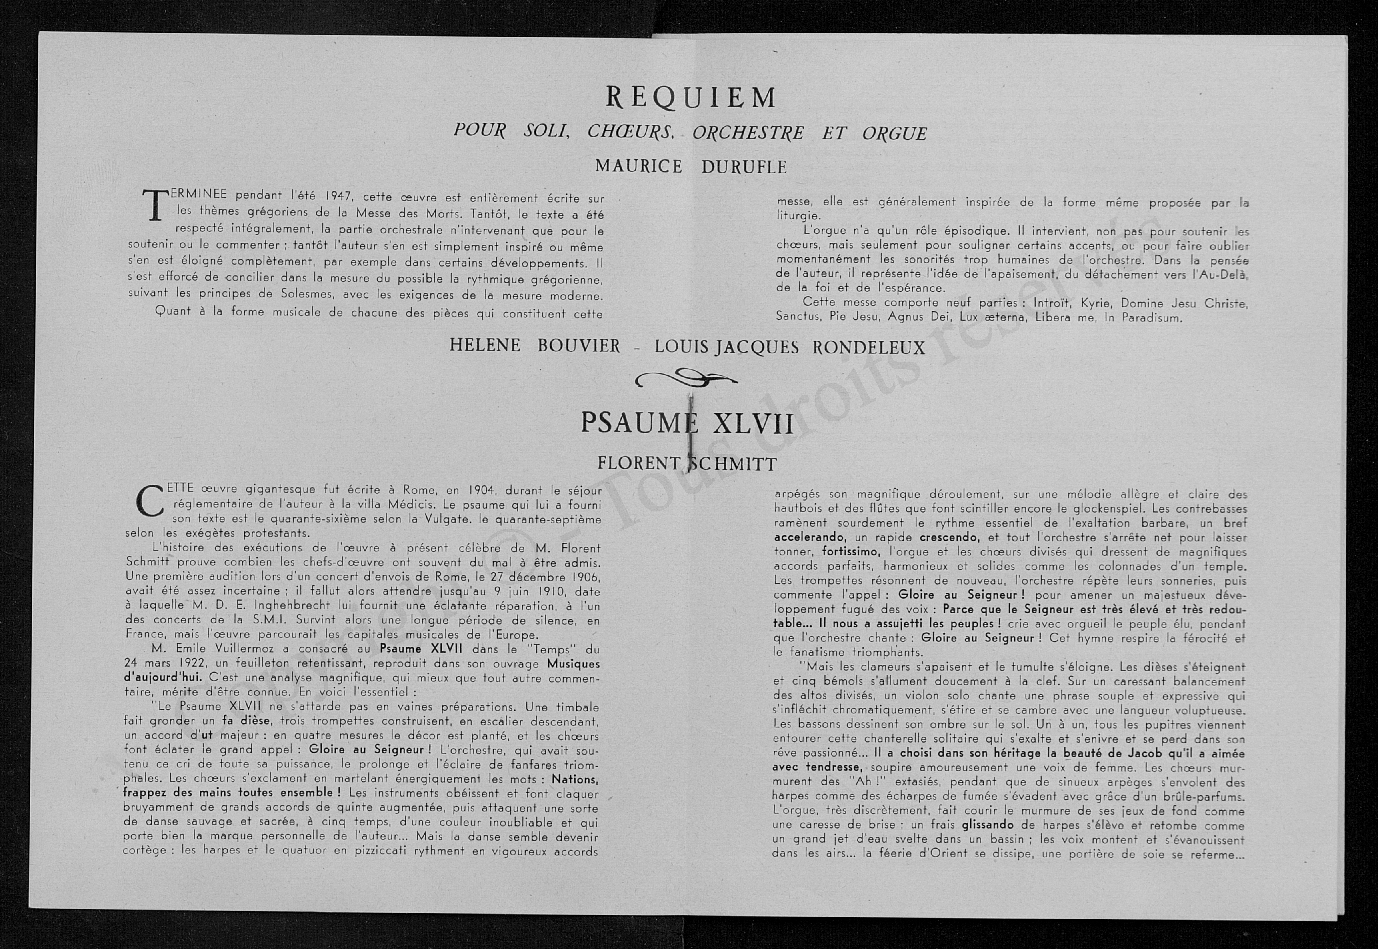 REQUIEM
POUR SOLI, CHŒURS, ORCHESTRE ET ORGUE
MAURICE DURUFLE
TERMINEE pendant l'été 1947, cette œuvre est entièrement écrite sur
les thèmes grégoriens de la Messe des Morts. Tantôt, le texte a été
respecté intégralement, la partie orchestrale n'intervenant que pour le
soutenir ou le commenter ; tantôt l'auteur s'en est simplement inspiré ou même
s'en est éloigné complètement, par exemple dans certains développements. Il
s'est efforcé de concilier dans la mesure du possible la rythmique grégorienne,
suivant les principes de Solesmes, avec les exigences de la mesure moderne.
Quant à la forme musicale de chacune des pièces qui constituent cette
messe, elle est généralement inspirée de la forme même proposée par la
liturgie.
L'orgue n'a qu'un rôle épisodique. Il intervient, non pas pour soutenir les
chœurs, mais seulement pour souligner certains accents, ou pour faire oublier
momentanément les sonorités trop humaines de l'orchestre. Dans la pensée
de l'auteur, il représente l'idée de l'apaisement, du détachement vers l'Au-Delà,
de la foi et de l'espérance.
Cette messe comporte neuf parties : Introït, Kyrie, Domine Jesu Christe,
Sanctus, Pie Jesu, Agnus Dei, Lux æterna, Libera me, In Paradisum.
HELENE BOUVIER - LOUIS JACQUES RONDELEUX
PSAUME XLVII
FLORENT SCHMITT
CETTE œuvre gigantesque fut écrite à Rome, en 1904, durant le séjour
réglementaire de l'auteur à la villa Médicis. Le psaume qui lui a fourni
son texte est le quarante-sixième selon la Vulgate, le quarante-septième
selon les exégètes protestants.
L'histoire des exécutions de l'œuvre à présent célèbre de M. Florent
Schmitt prouve combien les chefs-d'œuvre ont souvent du mal à être admis.
Une première audition lors d'un concert d'envois de Rome, le 27 décembre 1906,
avait été assez incertaine ; il fallut alors attendre jusqu'au 9 juin 1910, date
à laquelle M. D. E. Inghehbrecht lui fournit une éclatante réparation, à l'un
des concerts de la S.M.I. Survint alors une longue période de silence, en
France, mais l'œuvre parcourait les capitales musicales de l'Europe.
M. Emile Vuillermoz a consacré au Psaume XLVII dans le "Temps" du
24 mars 1922, un feuilleton retentissant, reproduit dans son ouvrage Musiques
d'aujourd'hui. C'est une analyse magnifique, qui mieux que tout autre commen-
taire, mérite d'être connue. En voici l'essentiel :
"Le Psaume XLVII ne s'attarde pas en vaines préparations. Une timbale
fait gronder un fa dièse, trois trompettes construisent, en escalier descendant,
un accord d'ut majeur : en quatre mesures le décor est planté, et les chœurs
font éclater le grand appel : Gloire au Seigneur ! L'orchestre, qui avait sou-
tenu ce cri de toute sa puissance, le prolonge et l'éclaire de fanfares triom-
phales. Les chœurs s'exclament en martelant énergiquement les mots : Nations,
frappez des mains toutes ensemble ! Les instruments obéissent et font claquer
bruyamment de grands accords de quinte augmentée, puis attaquent une sorte
de danse sauvage et sacrée, à cinq temps, d'une couleur inoubliable et qui
porte bien la marque personnelle de l'auteur... Mais la danse semble devenir
cortège : les harpes et le quatuor en pizziccati rythment en vigoureux accords
arpégés son magnifique déroulement, sur une mélodie allègre et claire des
hautbois et des flûtes que font scintiller encore le glockenspiel. Les contrebasses
ramènent sourdement le rythme essentiel de l'exaltation barbare, un bref
accelerando, un rapide crescendo, et tout l'orchestre s'arrête net pour laisser
tonner, fortissimo, l'orgue et les chœurs divisés qui dressent de magnifiques
accords parfaits, harmonieux et solides comme les colonnades d'un temple.
Les trompettes résonnent de nouveau, l'orchestre répète leurs sonneries, puis
commente l'appel : Gloire au Seigneur ! pour amener un majestueux déve-
loppement fugué des voix : Parce que le Seigneur est très élevé et très redou-
table... Il nous a assujetti les peuples ! crie avec orgueil le peuple élu, pendant
que l'orchestre chante : Gloire au Seigneur ! Cet hymne respire la férocité et
le fanatisme triomphants.
"Mais les clameurs s'apaisent et le tumulte s'éloigne. Les dièses s'éteignent
et cinq bémols s'allument doucement à la clef. Sur un caressant balancement
des altos divisés, un violon solo chante une phrase souple et expressive qui
s'infléchit chromatiquement, s'étire et se cambre avec une langueur voluptueuse.
Les bassons dessinent son ombre sur le sol. Un à un, tous les pupitres viennent
entourer cette chanterelle solitaire qui s'exalte et s'enivre et se perd dans son
rêve passionné... Il a choisi dans son héritage la beauté de Jacob qu'il a aimée
avec tendresse, soupire amoureusement une voix de femme. Les chœurs mur-
murent des "Ah !" extasiés, pendant que de sinueux arpèges s'envolent des
harpes comme des écharpes de fumée s'évadent avec grâce d'un brûle-parfums.
L'orgue, très discrètement, fait courir le murmure de ses jeux de fond comme
une caresse de brise : un frais glissando de harpes s'élève et retombe comme
un grand jet d'eau svelte dans un bassin ; les voix montent et s'évanouissent
dans les airs... la féerie d'Orient se dissipe, une portière de soie se referme...
© - Tous droits réservés